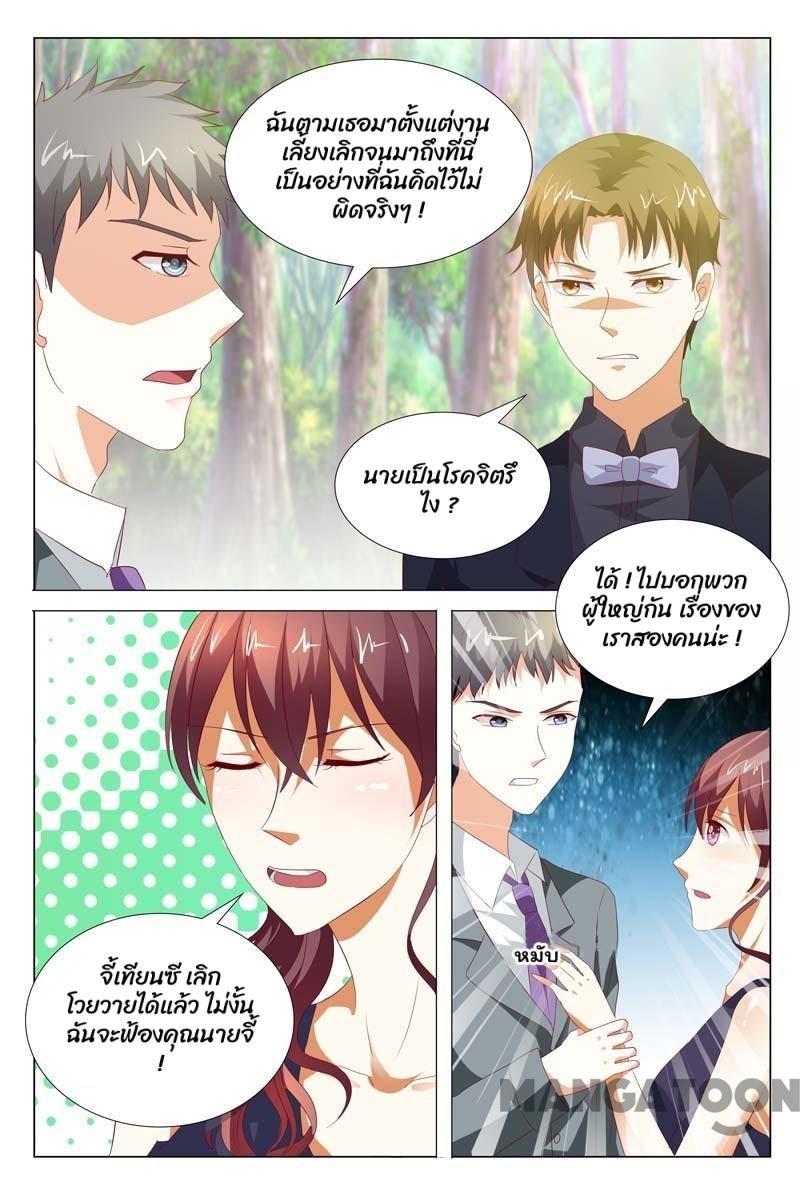 ฉันตามเธอมาตั้งแต่งาน
เลี้ยงเลิกจนมาถึงที่นี่
เป็นอย่างที่ฉันคิดไว้ไม่
ผิดจริงๆ !
นายเป็นโรคจิตรึ
ไง ?
จี้เทียนซี เลิก
โวยวายได้แล้ว ไม่งั้น
ฉันจะฟ้องคุณนายจี้
!
ได้ ! ไปบอกพวก
ผู้ใหญ่กัน เรื่องของ
เราสองคนน่ะ !
หมับ
MANGATOON